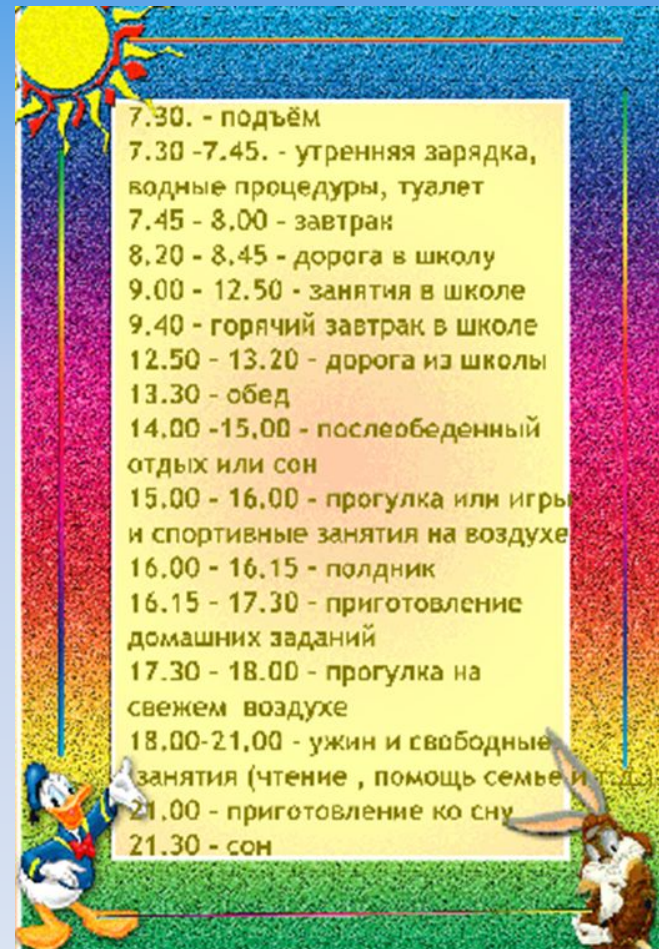 7.30. - подъём
7.30 -7.45. - утренняя зарядка,
водные процедуры, туалет
7.45 - 8.00 - завтрак
8.20 - 8.45 - дорога в школу
9.00 - 12.50 - занятия в школе
9.40 - горячий завтрак в школе
12.50 - 13.20 - дорога из школы
13.30 - обед
14.00 -15.00 - послеобеденный
отдых или сон
15.00 - 16.00 - прогулка или игры
и спортивные занятия на воздухе
16.00 - 16.15 - полдник
16.15 - 17.30 - приготовление
домашних заданий
17.30 - 18.00 - прогулка на
свежем воздухе
18.00-21.00 - ужин и свободные
занятия (чтение , помощь семье и т.д.)
21.00 - приготовление ко сну
21.30 - сон